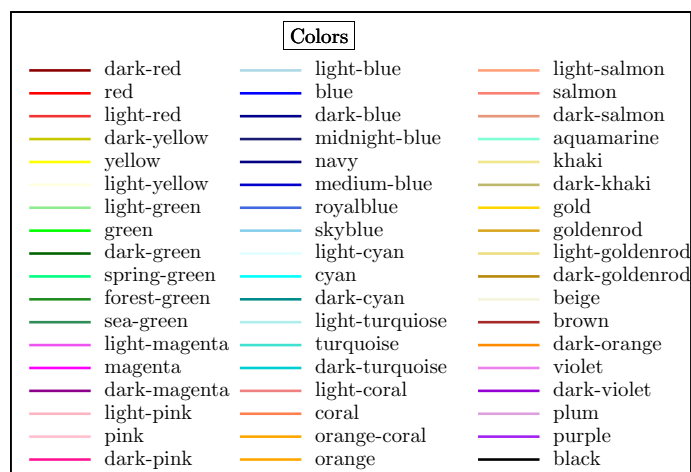 Colors
dark-red light-blue light-salmon
red blue salmon
light-red dark-blue dark-salmon
dark-yellow midnight-blue aquamarine
yellow navy khaki
light-yellow medium-blue dark-khaki
light-green royalblue gold
green skyblue goldenrod
dark-green light-cyan light-goldenrod
spring-green cyan dark-goldenrod
forest-green dark-cyan beige
sea-green light-turquiose brown
light-magenta turquoise dark-orange
magenta dark-turquoise violet
dark-magenta light-coral dark-violet
light-pink coral plum
pink orange-coral purple
dark-pink orange black